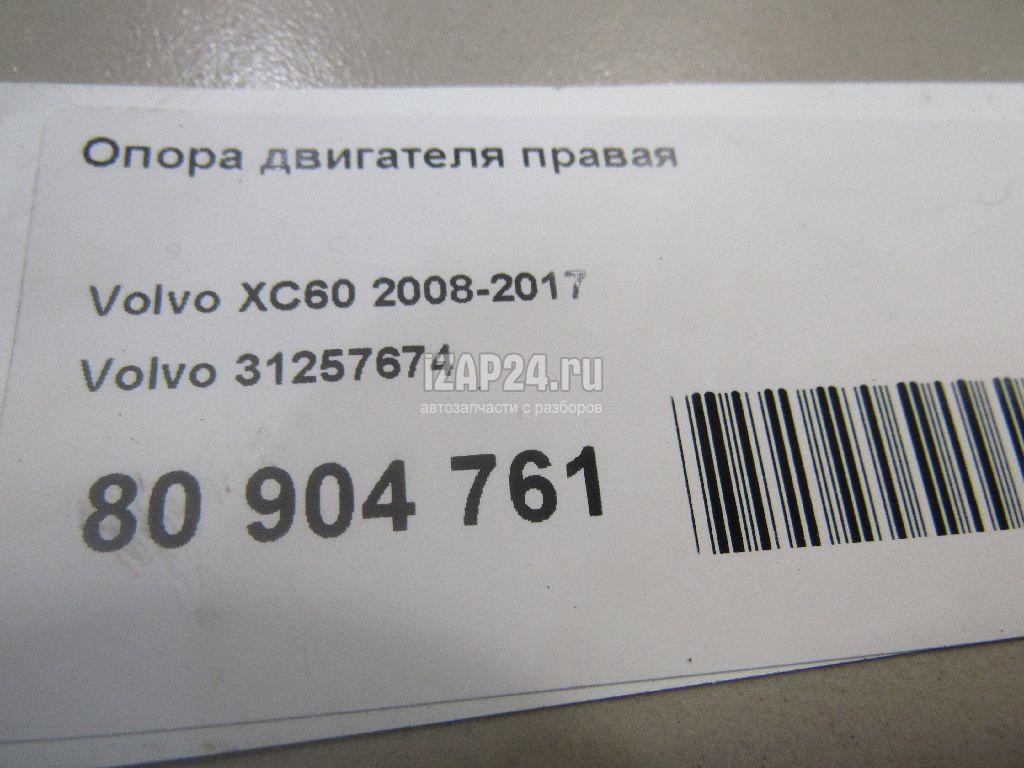 Опора двигателя правая
Volvo XC60 2008-2017
Volvo 31257674
iZAP24.ru
автозапчасти с разборов
80 904 761